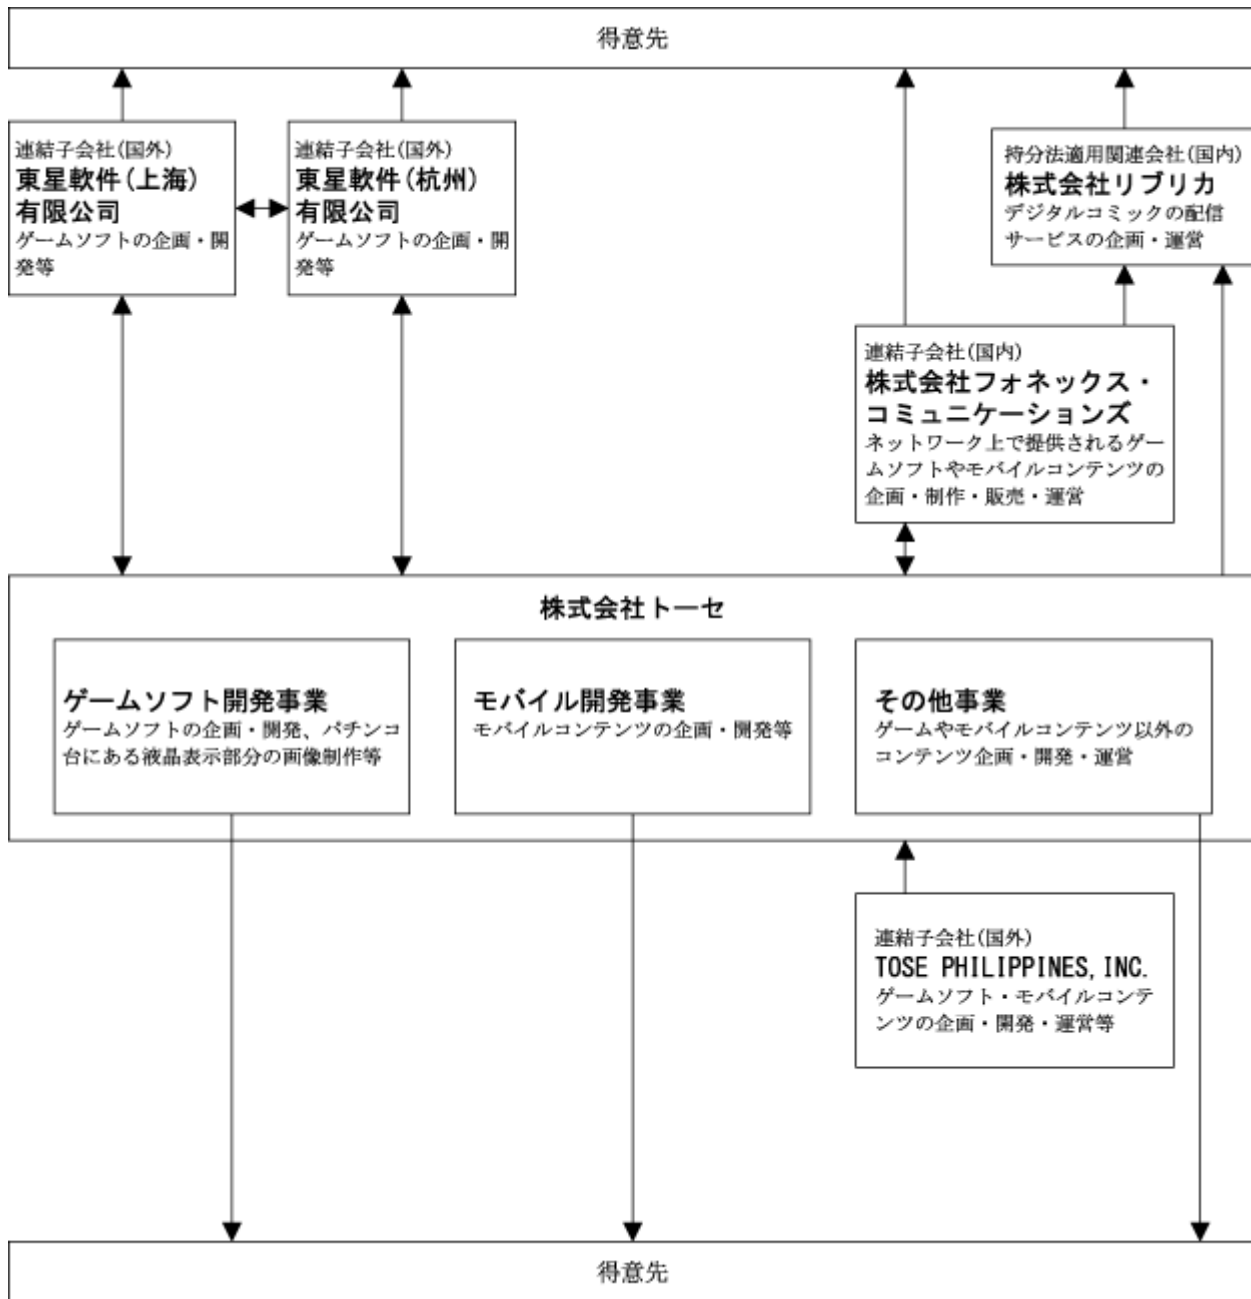 得意先
連結子会社(国外)
東星軟件(上海)
有限公司
ゲームソフトの企画・開
発等
連結子会社(国外)
東星軟件(杭州)
有限公司
ゲームソフトの企画・開
発等
持分法適用関連会社(国内)
株式会社リブリカ
デジタルコミックの配信
サービスの企画・運営
連結子会社(国内)
株式会社フォネックス・
コミュニケーションズ
ネットワーク上で提供されるゲー
ムソフトやモバイルコンテンツの
企画・制作・販売・運営
株式会社トーセ
ゲームソフト開発事業
ゲームソフトの企画・開発、パチンコ
台にある液晶表示部分の画像制作等
モバイル開発事業
モバイルコンテンツの企画・開発等
その他事業
ゲームやモバイルコンテンツ以外の
コンテンツ企画・開発・運営
連結子会社(国外)
TOSE PHILIPPINES, INC.
ゲームソフト・モバイルコンテ
ンツの企画・開発・運営等
得意先